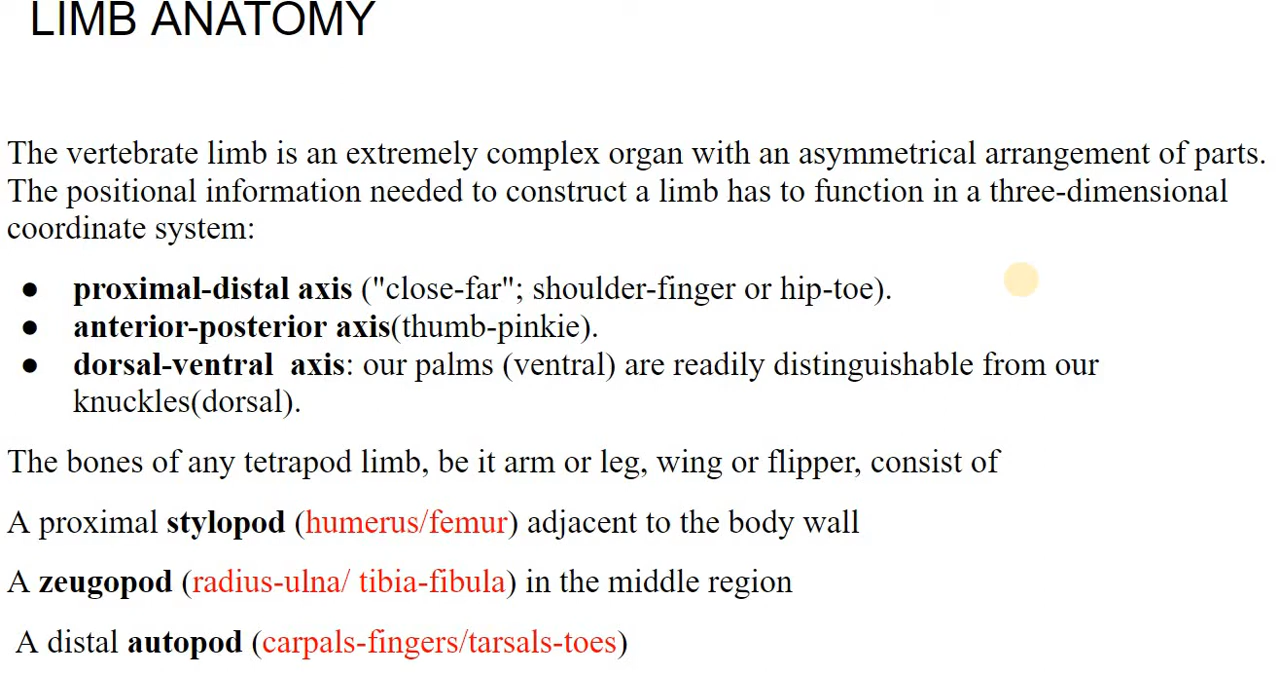 LIMB ANATOMY
The vertebrate limb is an extremely complex organ with an asymmetrical arrangement of parts.
The positional information needed to construct a limb has to function in a three-dimensional
coordinate system:
● proximal-distal axis ("close-far"; shoulder-finger or hip-toe).
● anterior-posterior axis(thumb-pinkie).
● dorsal-ventral axis: our palms (ventral) are readily distinguishable from our
knuckles(dorsal).
The bones of any tetrapod limb, be it arm or leg, wing or flipper, consist of
A proximal stylopod (humerus/femur) adjacent to the body wall
A zeugopod (radius-ulna/ tibia-fibula) in the middle region
A distal autopod (carpals-fingers/tarsals-toes)